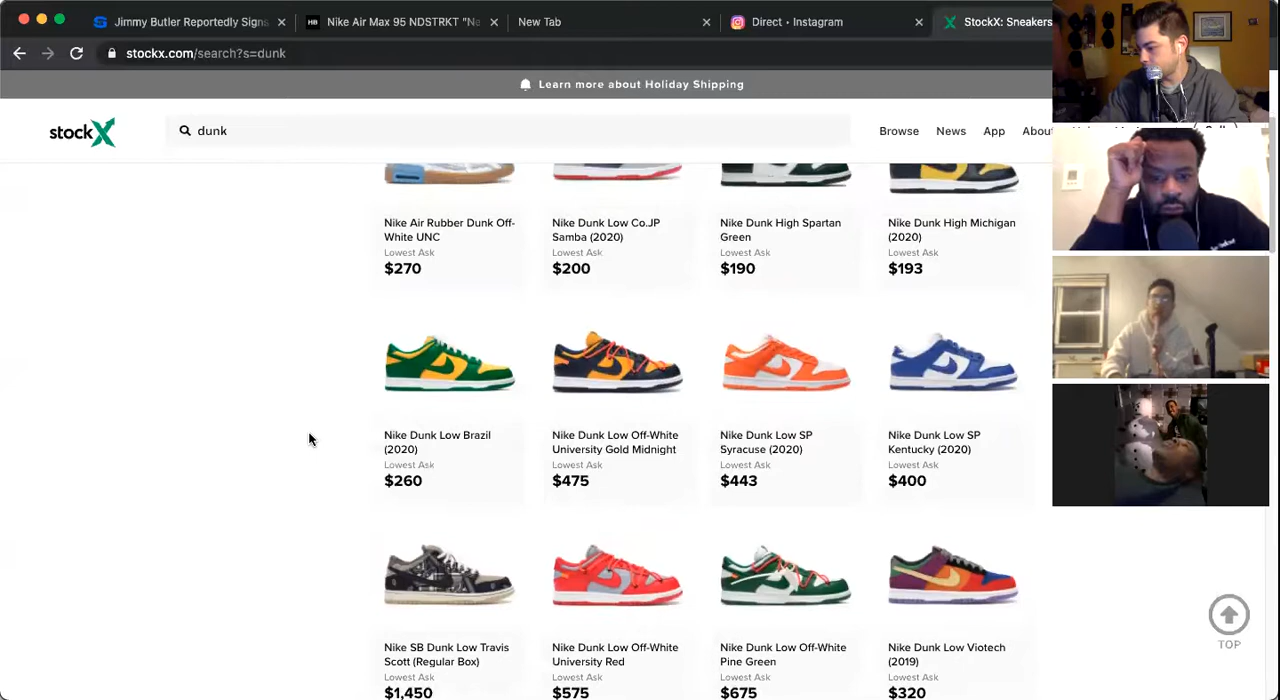 Jimmy Butler Reportedly Signs
HB Nike Air Max 95 NDSTRKT "Ne
New Tab
Direct • Instagram
StockX: Sneakers
stockx.com/search?s=dunk
Learn more about Holiday Shipping
stockX
dunk
Browse News App About
Nike Air Rubber Dunk Off-
White UNC
Lowest Ask
$270
Nike Dunk Low Co.JP
Samba (2020)
Lowest Ask
$200
Nike Dunk High Spartan
Green
Lowest Ask
$190
Nike Dunk High Michigan
(2020)
Lowest Ask
$193
Nike Dunk Low Brazil
(2020)
Lowest Ask
$260
Nike Dunk Low Off-White
University Gold Midnight
Lowest Ask
$475
Nike Dunk Low SP
Syracuse (2020)
Lowest Ask
$443
Nike Dunk Low SP
Kentucky (2020)
Lowest Ask
$400
Nike SB Dunk Low Travis
Scott (Regular Box)
Lowest Ask
$1,450
Nike Dunk Low Off-White
University Red
Lowest Ask
$575
Nike Dunk Low Off-White
Pine Green
Lowest Ask
$675
Nike Dunk Low Viotech
(2019)
Lowest Ask
$320
TOP